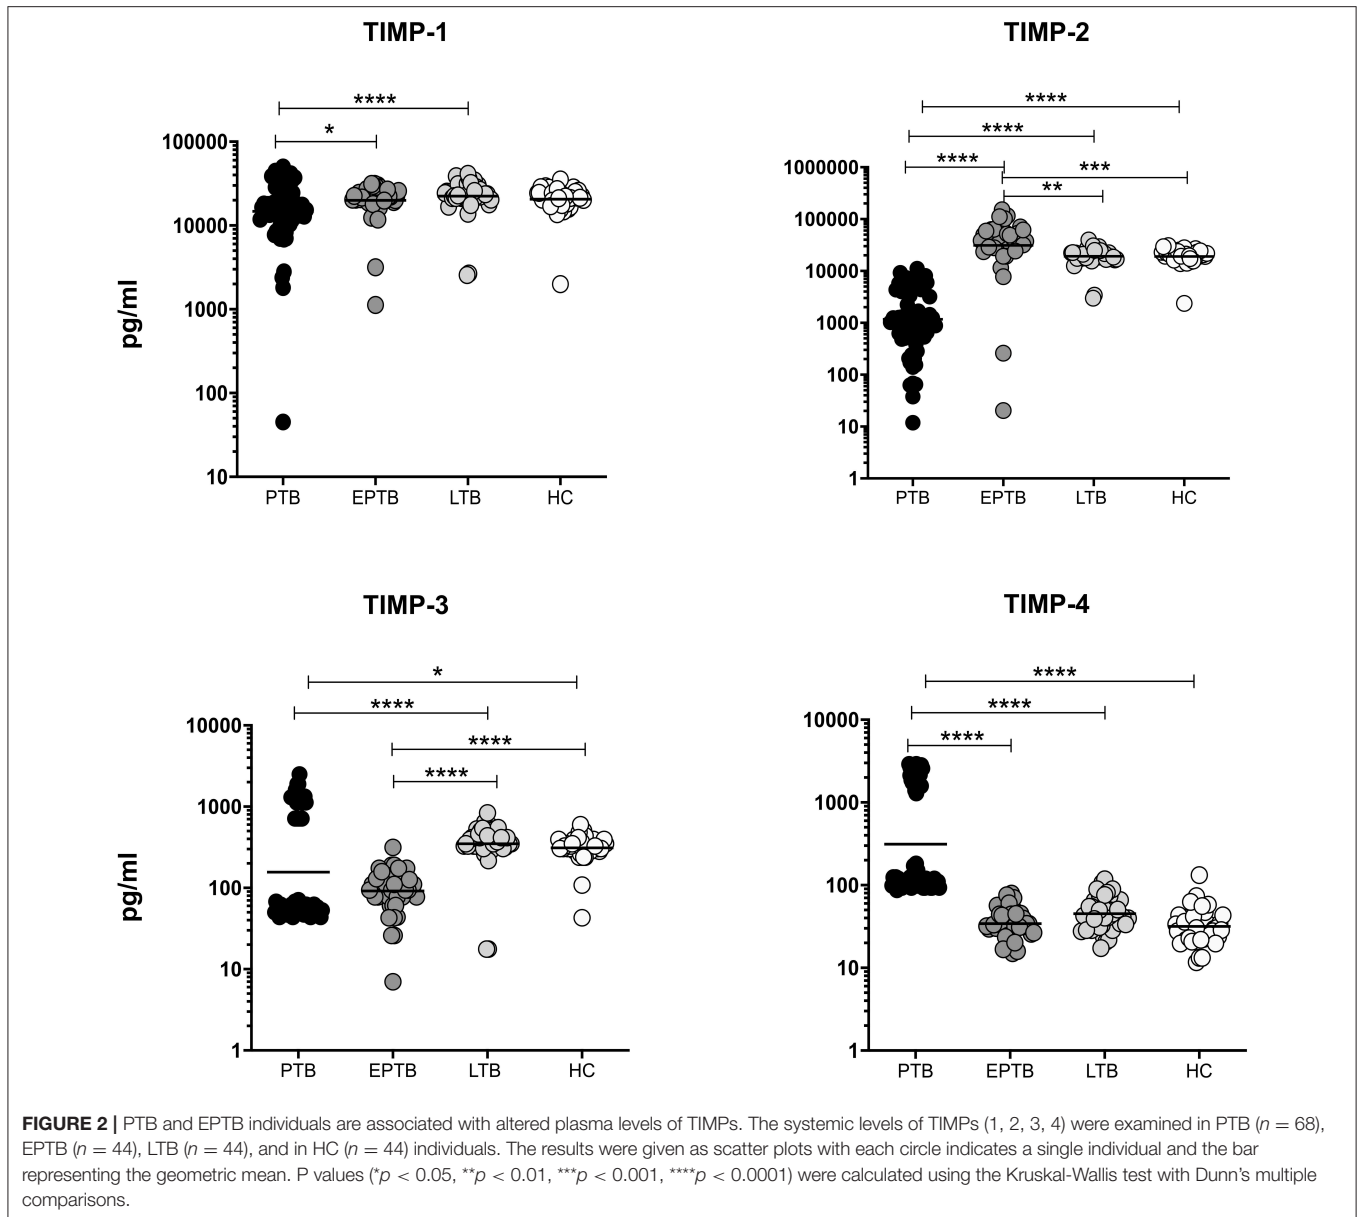 TIMP-1
****
*
100000
10000
1000
100
10
pg/ml
PTB EPTB LTB HC
TIMP-2
****
****
**** ***
**
1000000
100000
10000
1000
100
10
1
PTB EPTB LTB HC
TIMP-3
*
****
****
****
10000
1000
100
10
1
pg/ml
PTB EPTB LTB HC
TIMP-4
****
****
****
10000
1000
100
10
1
PTB EPTB LTB HC
FIGURE 2 | PTB and EPTB individuals are associated with altered plasma levels of TIMPs. The systemic levels of TIMPs (1, 2, 3, 4) were examined in PTB (n = 68),
EPTB (n = 44), LTB (n = 44), and in HC (n = 44) individuals. The results were given as scatter plots with each circle indicates a single individual and the bar
representing the geometric mean. P values (*p < 0.05, **p < 0.01, ***p < 0.001, ****p < 0.0001) were calculated using the Kruskal-Wallis test with Dunn's multiple
comparisons.